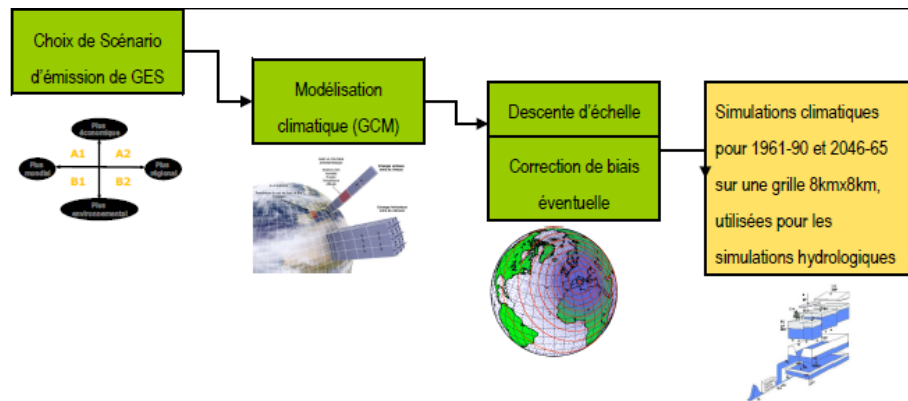 Choix de Scénario
d'émission de GES
Modélisation
climatique (GCM)
Descente d'échelle
Correction de biais
éventuelle
Simulations climatiques
pour 1961-90 et 2046-65
sur une grille 8kmx8km,
utilisées pour les
simulations hydrologiques
Plus
économique
A1 A2
Plus
mondial
Plus
régional
B1 B2
Plus
environnemental